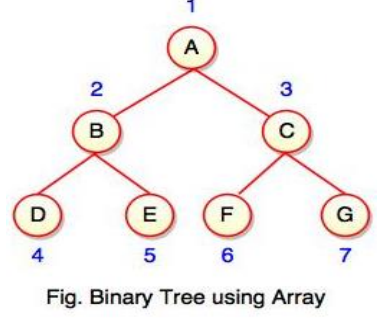 1
A
2 3
B C
D E F G
4 5 6 7
Fig. Binary Tree using Array